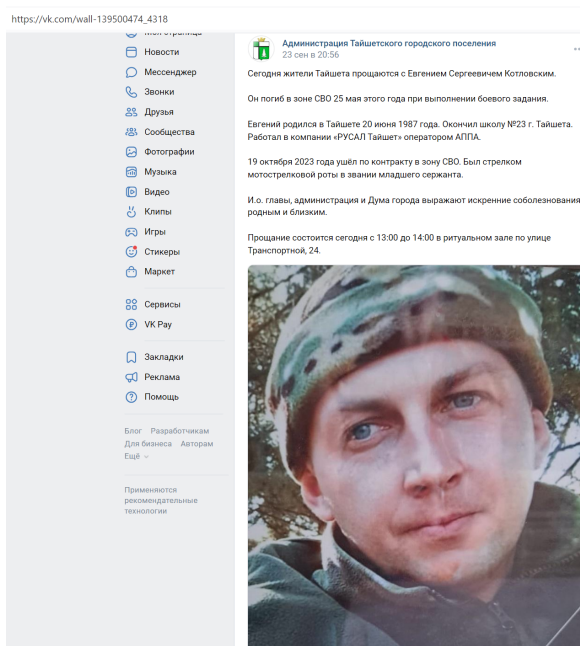 https://vk.com/wall-139500474_4318
Моя страница
Новости
Мессенджер
Звонки
Друзья
Сообщества
Фотографии
Музыка
Видео
Клипы
Игры
Стикеры
Маркет
Сервисы
VK Pay
Закладки
Реклама
Помощь
Блог Разработчикам
Для бизнеса Авторам
Ещё
Применяются
рекомендательные
технологии
Администрация Тайшетского городского поселения
23 сен в 20:56
Сегодня жители Тайшета прощаются с Евгением Сергеевичем Котловским.
Он погиб в зоне СВО 25 мая этого года при выполнении боевого задания.
Евгений родился в Тайшете 20 июня 1987 года. Окончил школу №23 г. Тайшета.
Работал в компании «РУСАЛ Тайшет» оператором АППА.
19 октября 2023 года ушёл по контракту в зону СВО. Был стрелком
мотострелковой роты в звании младшего сержанта.
И.о. главы, администрация и Дума города выражают искренние соболезнования
родным и близким.
Прощание состоится сегодня с 13:00 до 14:00 в ритуальном зале по улице
Транспортной, 24.